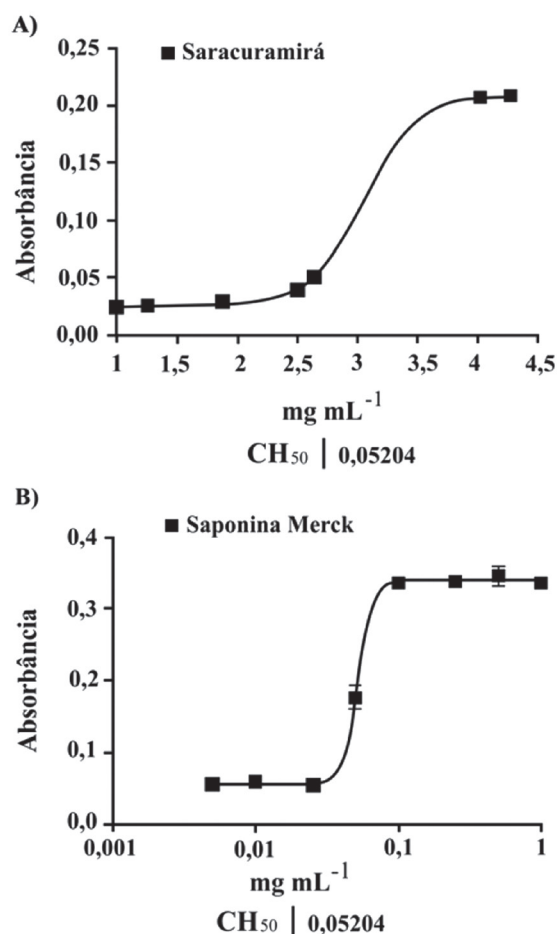 A)
0,25
■ Saracuramirá
0,20
0,15
0,10
0,05
0,00
Absorbância
1 1,5 2 2,5 3 3,5 4 4,5
mg mL⁻¹
CH₅₀ | 0,05204
B)
■ Saponina Merck
0,4
0,3
0,2
0,1
0,0
Absorbância
0,001 0,01 0,1 1
mg mL⁻¹
CH₅₀ | 0,05204